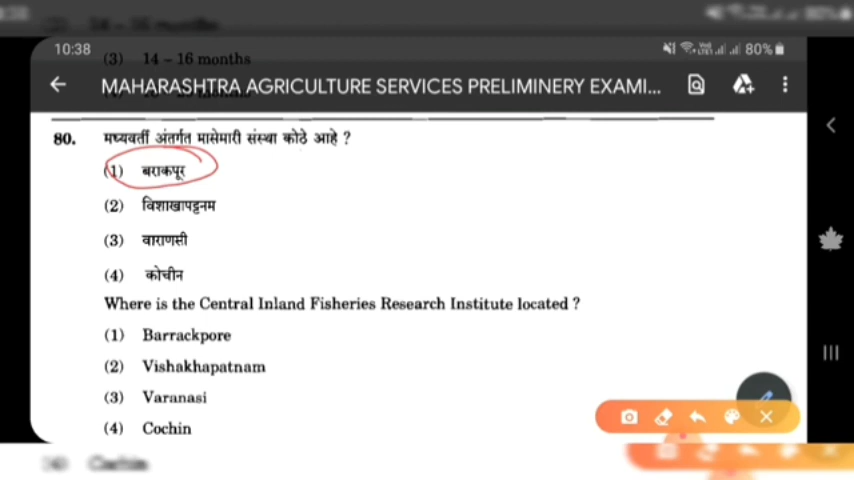 10:38
80%
(3) 14 – 16 months
MAHARASHTRA AGRICULTURE SERVICES PRELIMINERY EXAMI...
80. मध्यवर्ती अंतर्गत मासेमारी संस्था कोठे आहे ?
(1) बराकपूर
(2) विशाखापट्टनम
(3) वाराणसी
(4) कोचीन
Where is the Central Inland Fisheries Research Institute located ?
(1) Barrackpore
(2) Vishakhapatnam
(3) Varanasi
(4) Cochin